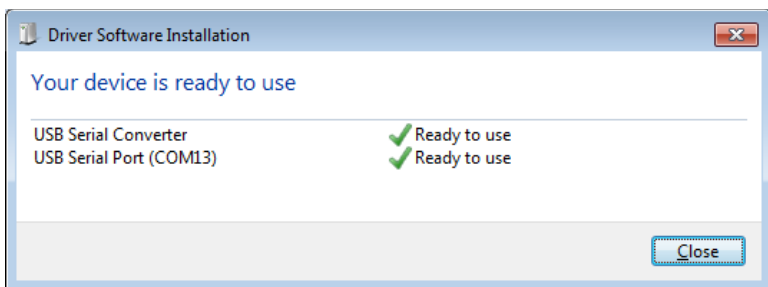 Driver Software Installation
Your device is ready to use
USB Serial Converter Ready to use
USB Serial Port (COM13) Ready to use
Close